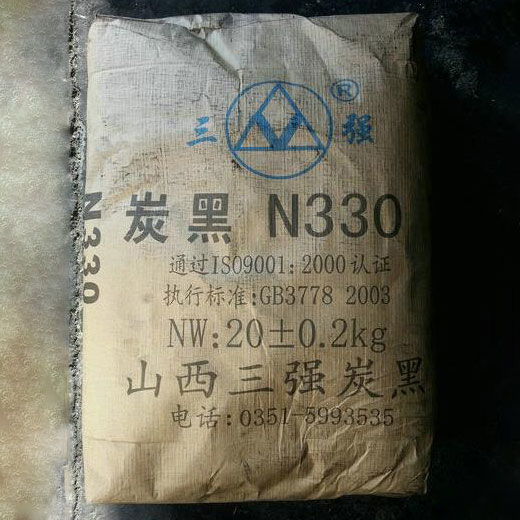 三强®
炭黑 N330
N330
通过ISO9001:2000认证
执行标准:GB3778 2003
NW:20±0.2kg
山西三强炭黑
电话:0351-5993535